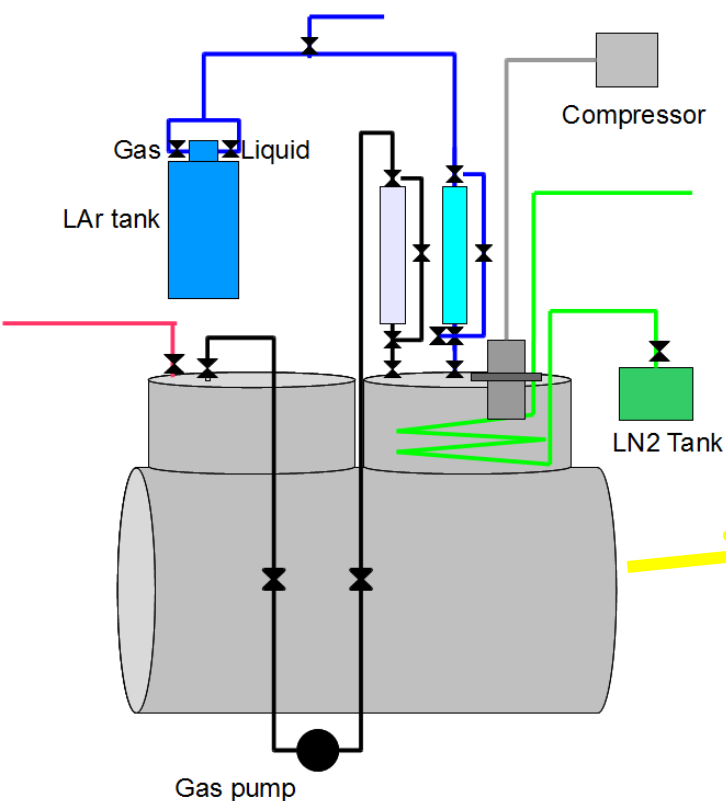 Compressor
Gas
Liquid
LAr tank
LN2 Tank
Gas pump